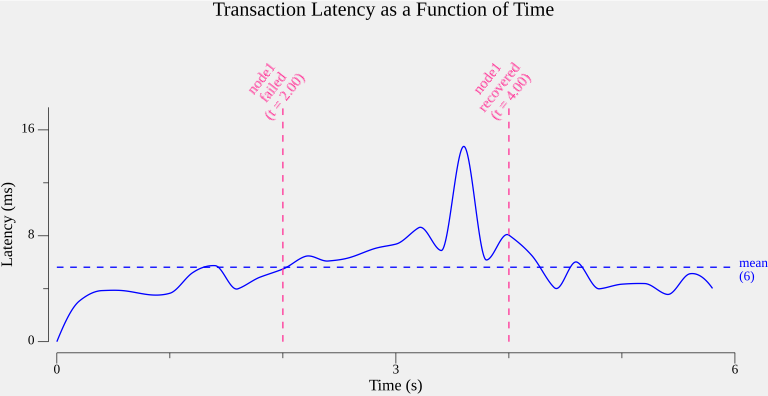 Transaction Latency as a Function of Time
node1
failed
(t = 2.00)
node1
recovered
(t = 4.00)
16
8
0
Latency (ms)
mean
(6)
0
3
6
Time (s)